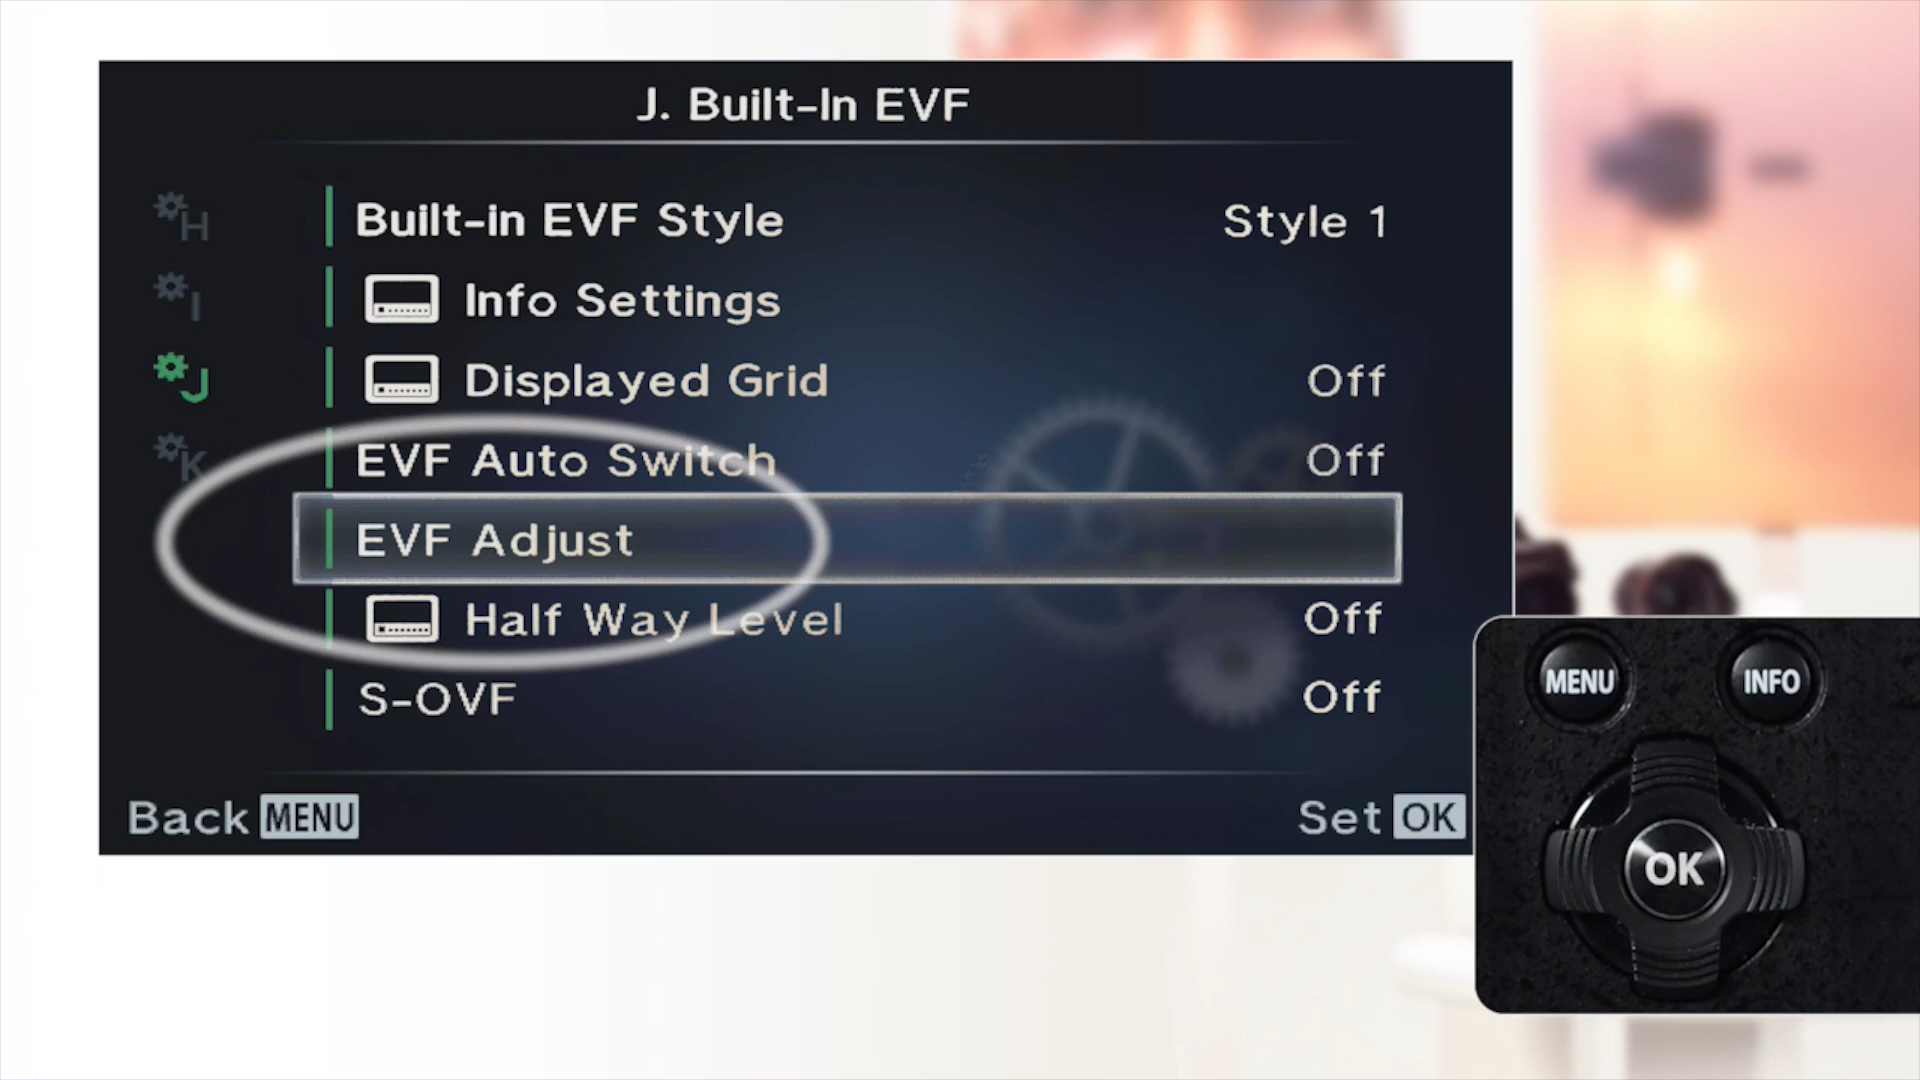 J. Built-In EVF
H
Built-in EVF Style Style 1
I
Info Settings
J
Displayed Grid Off
K
EVF Auto Switch Off
EVF Adjust
Half Way Level Off
S-OVF Off
Back MENU Set OK
MENU INFO
OK